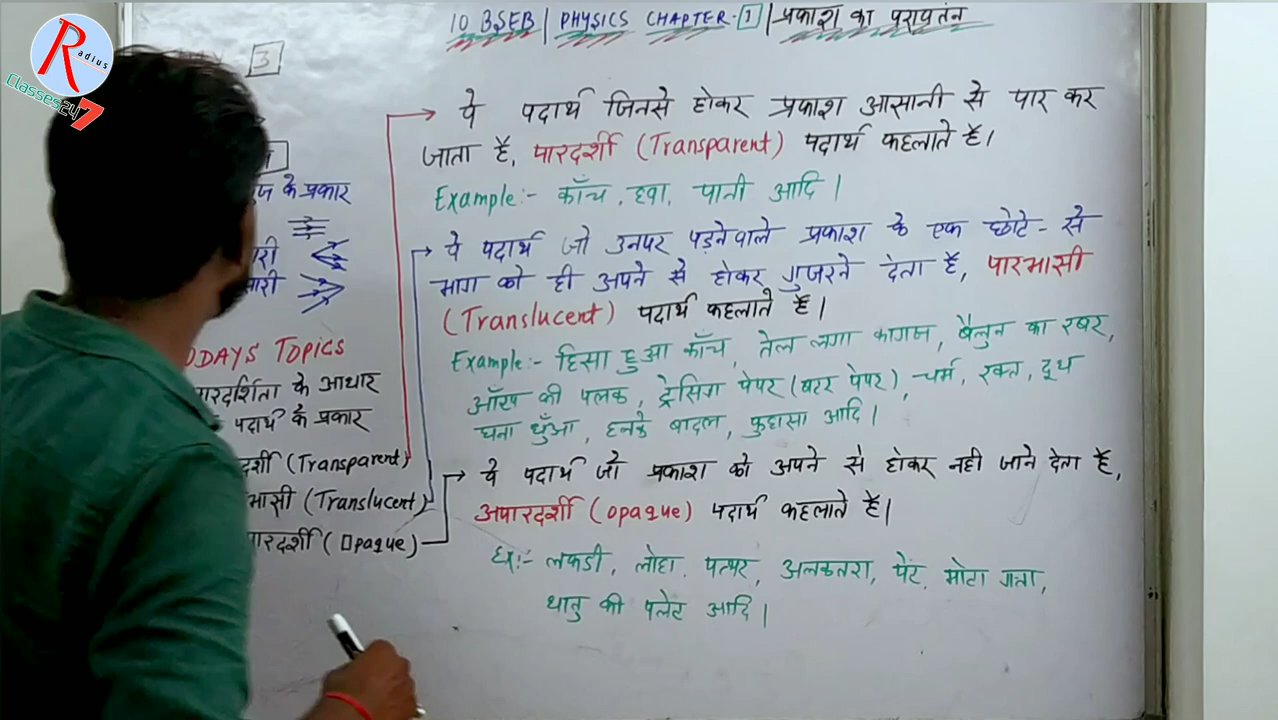 Radius
Classes24
7
10 BSEB | PHYSICS CHAPTER-1 | प्रकाश का परावर्तन
3
के प्रकार
TOPICS
पारदर्शिता के आधार
पदार्थ के प्रकार
दर्शी (Transparent)
भासी (Translucent)
पारदर्शी (Opaque)
वे पदार्थ जिनसे होकर प्रकाश आसानी से पार कर
जाता है, पारदर्शी (Transparent) पदार्थ कहलाते हैं।
Example:- काँच, हवा, पानी आदि।
वे पदार्थ जो उनपर पड़नेवाले प्रकाश के एक छोटे-से
भाग को ही अपने से होकर गुजरने देता है, पारभासी
(Translucent) पदार्थ कहलाते हैं।
Example:- हिसा हुआ काँच, तेल लगा कागज, बैलुन का रबर,
आँख की पलक, ट्रेसिंग पेपर (बटर पेपर), चर्म, रक्त, दूध
घना धुँआ, हनके बादल, कुहासा आदि।
वे पदार्थ जो प्रकाश को अपने से होकर नही जाने देता है,
अपारदर्शी (opaque) पदार्थ कहलाते हैं।
Ex:- लकडी, लोहा, पत्थर, अलकतरा, पेंट, मोटा गत्ता,
धातु की प्लेट आदि।